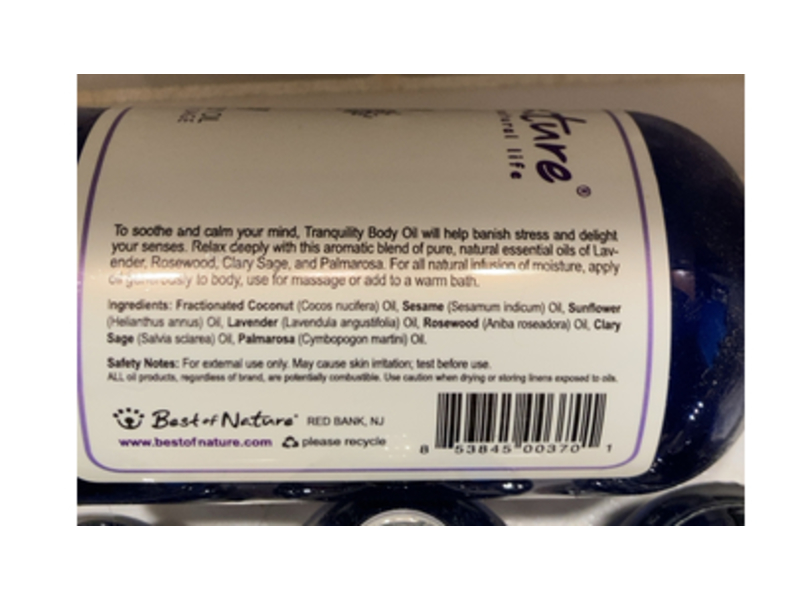 ture®
tural life
To soothe and calm your mind, Tranquility Body Oil will help banish stress and delight
your senses. Relax deeply with this aromatic blend of pure, natural essential oils of Lav-
ender, Rosewood, Clary Sage, and Palmarosa. For all natural infusion of moisture, apply
oil generously to body, use for massage or add to a warm bath.
Ingredients: Fractionated Coconut (Cocos nucifera) Oil, Sesame (Sesamum indicum) Oil, Sunflower
(Helianthus annus) Oil, Lavender (Lavendula angustifolia) Oil, Rosewood (Aniba roseadora) Oil, Clary
Sage (Salvia sclarea) Oil, Palmarosa (Cymbopogon martini) Oil.
Safety Notes: For external use only. May cause skin irritation; test before use.
ALL oil products, regardless of brand, are potentially combustible. Use caution when drying or storing linens exposed to oils.
Best of Nature® RED BANK, NJ
www.bestofnature.com please recycle
8 53845 00370 1